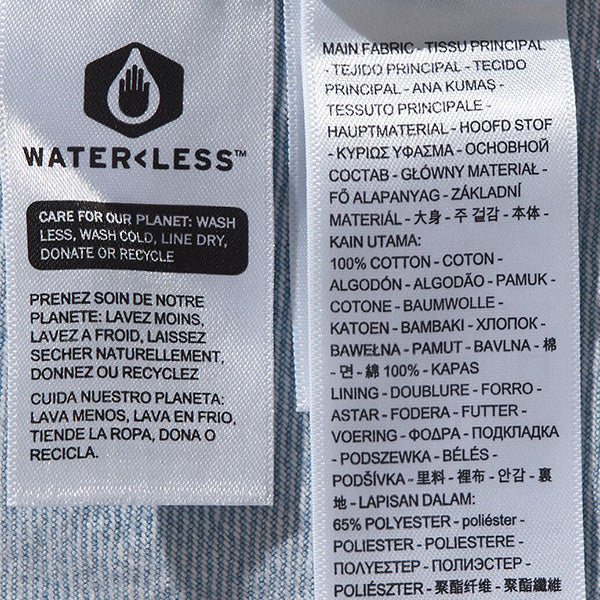 WATER<LESS™
CARE FOR OUR PLANET: WASH
LESS, WASH COLD, LINE DRY,
DONATE OR RECYCLE
PRENEZ SOIN DE NOTRE
PLANETE: LAVEZ MOINS,
LAVEZ A FROID, LAISSEZ
SECHER NATURELLEMENT,
DONNEZ OU RECYCLEZ
CUIDA NUESTRO PLANETA:
LAVA MENOS, LAVA EN FRIO,
TIENDE LA ROPA, DONA O
RECICLA.
MAIN FABRIC - TISSU PRINCIPAL
- TEJIDO PRINCIPAL - TECIDO
PRINCIPAL - ANA KUMAŞ -
TESSUTO PRINCIPALE -
HAUPTMATERIAL - HOOFD STOF
- ΚΥΡΙΩΣ ΥΦΑΣΜΑ - ОСНОВНОЙ
СОСТАВ - GŁÓWNY MATERIAŁ -
FŐ ALAPANYAG - ZÁKLADNÍ
MATERIÁL - 大身 - 주 겉감 - 本体 -
KAIN UTAMA:
100% COTTON - COTON -
ALGODÓN - ALGODÃO - PAMUK -
COTONE - BAUMWOLLE -
KATOEN - BAMBAKI - ХЛОПОК -
BAWEŁNA - PAMUT - BAVLNA - 棉
- 면 - 綿 100% - KAPAS
LINING - DOUBLURE - FORRO -
ASTAR - FODERA - FUTTER -
VOERING - ΦΟΔΡΑ - ПОДКЛАДКА
- PODSZEWKA - BÉLÉS -
PODŠÍVKA - 里料 - 裡布 - 안감 - 裏
地 - LAPISAN DALAM:
65% POLYESTER - poliéster -
POLIESTER - POLIESTERE -
ΠΟΛΥΕΣΤΕΡ - ПОЛИЭСТЕР -
POLIÉSZTER - 聚酯纤维 - 聚酯纖維